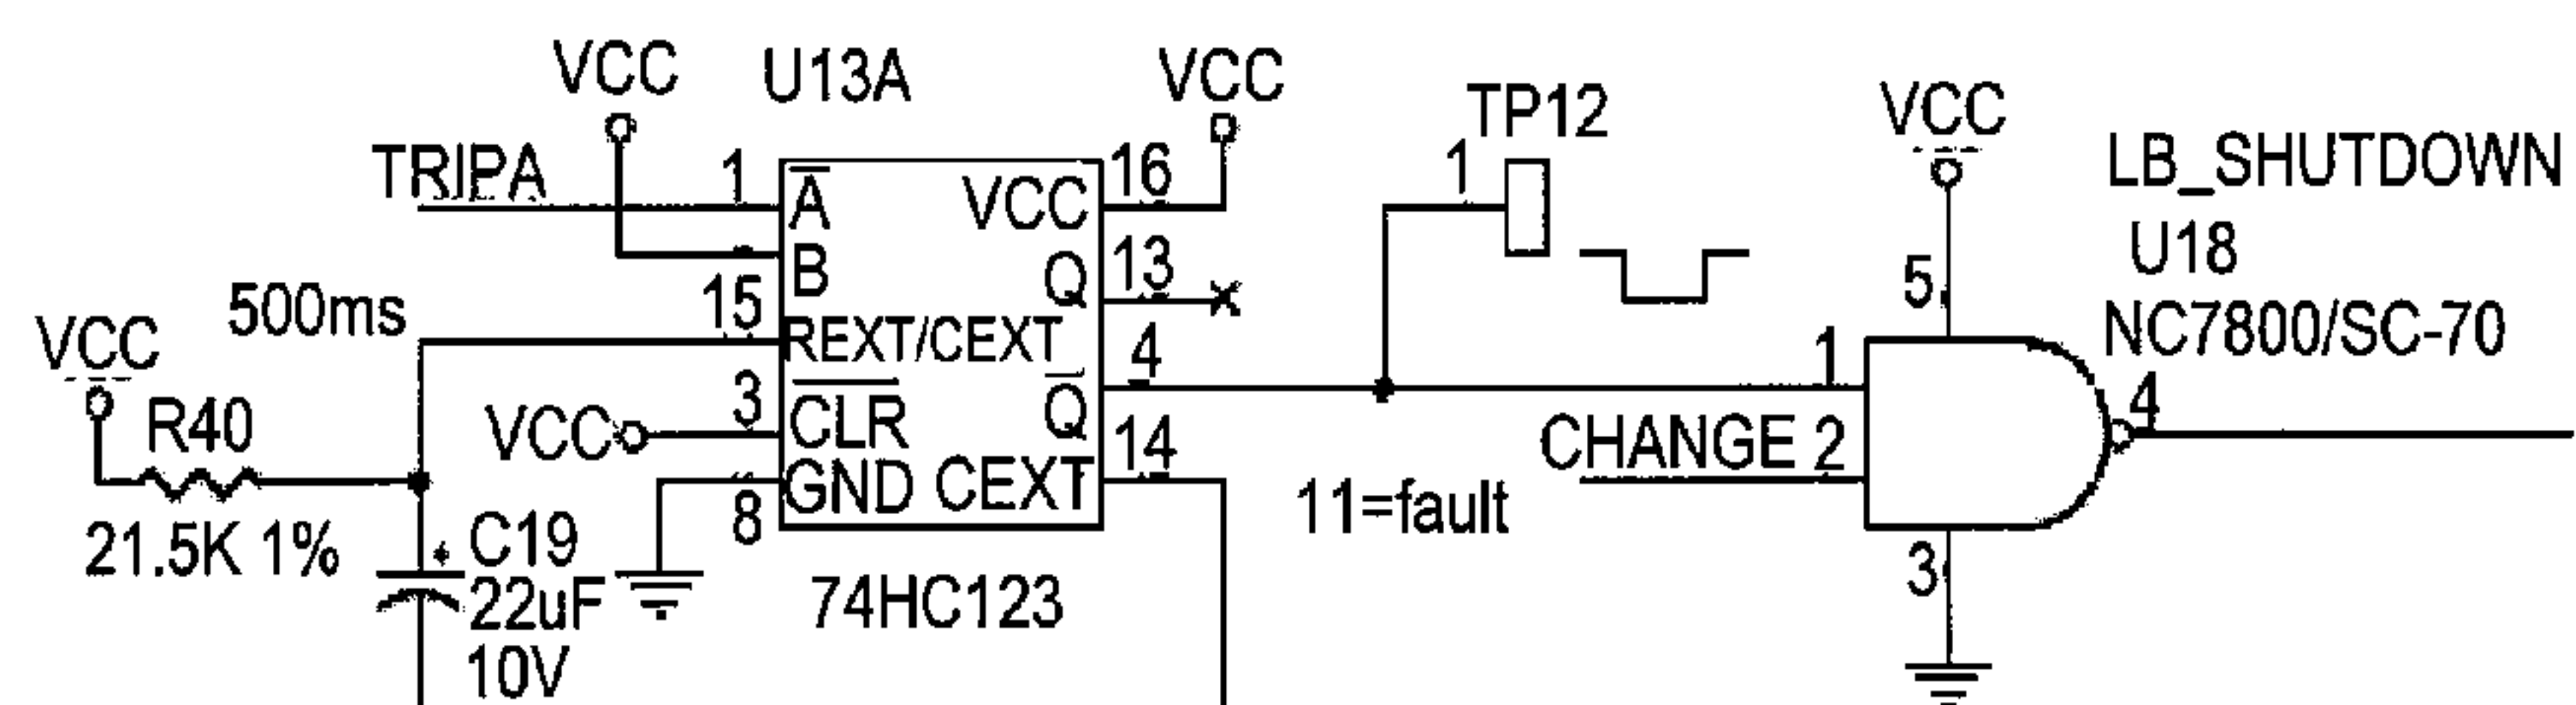 VCC
U13A
VCC
TP12
VCC
LB_SHUTDOWN
TRIPA
1
A
VCC
16
1
U18
B
Q
13
5
NC7800/SC-70
500ms
15
REXT/CEXT
VCC
4
1
4
R40
VCC
3
CLR
Q
CHANGE 2
21.5K 1%
8
GND
CEXT
14
11=fault
C19
22uF
10V
74HC123
3